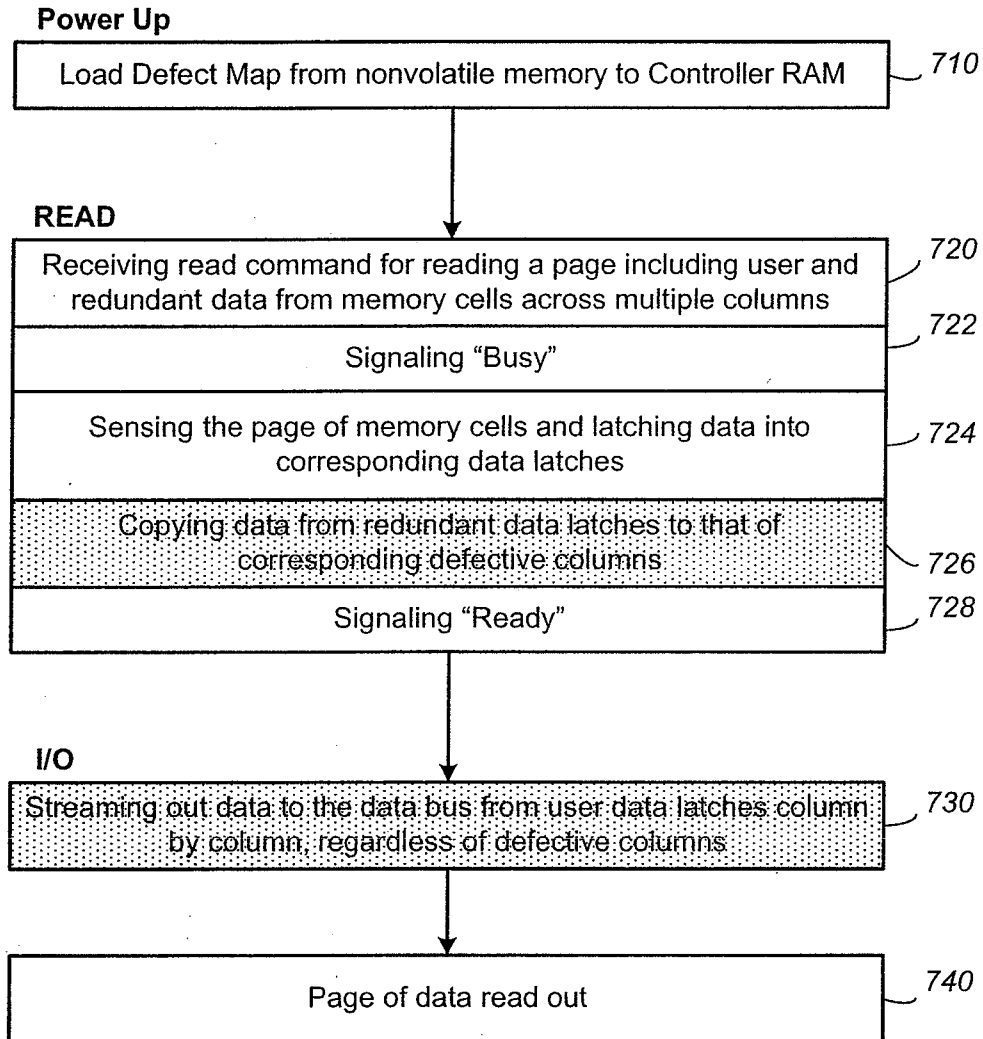 Power Up
Load Defect Map from nonvolatile memory to Controller RAM
710
READ
Receiving read command for reading a page including user and
redundant data from memory cells across multiple columns
720
Signaling “Busy”
722
Sensing the page of memory cells and latching data into
corresponding data latches
724
Copying data from redundant data latches to that of
corresponding defective columns
726
Signaling “Ready”
728
I/O
Streaming out data to the data bus from user data latches column
by column, regardless of defective columns
730
Page of data read out
740